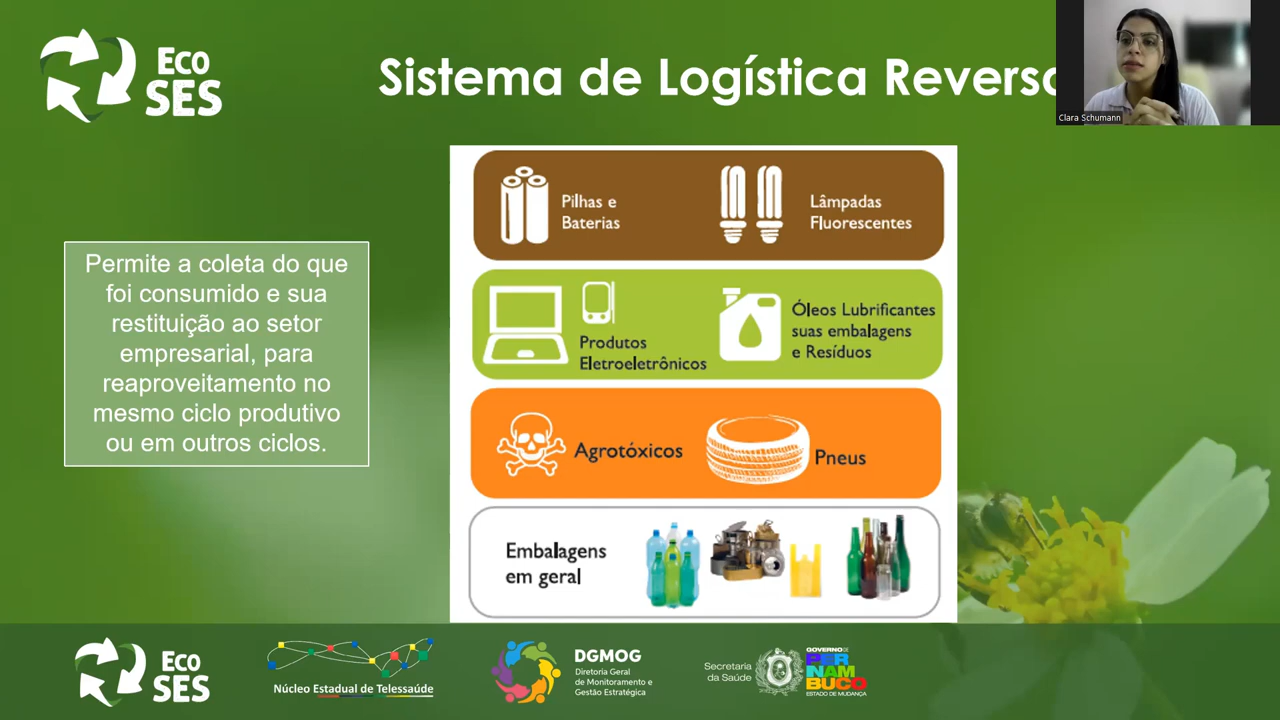 Eco
SES
Sistema de Logística Revers
Clara Schumann
Permite a coleta do que
foi consumido e sua
restituição ao setor
empresarial, para
reaproveitamento no
mesmo ciclo produtivo
ou em outros ciclos.
Pilhas e
Baterias
Lâmpadas
Fluorescentes
Produtos
Eletroeletrônicos
Óleos Lubrificantes
suas embalagens
e Resíduos
Agrotóxicos
Pneus
Embalagens
em geral
Eco
SES
Núcleo Estadual de Telessaúde
DGMOG
Diretoria Geral
de Monitoramento e
Gestão Estratégica
Secretaria
da Saúde
GOVERNO DE
PER
NAM
BUCO
ESTADO DE MUDANÇA